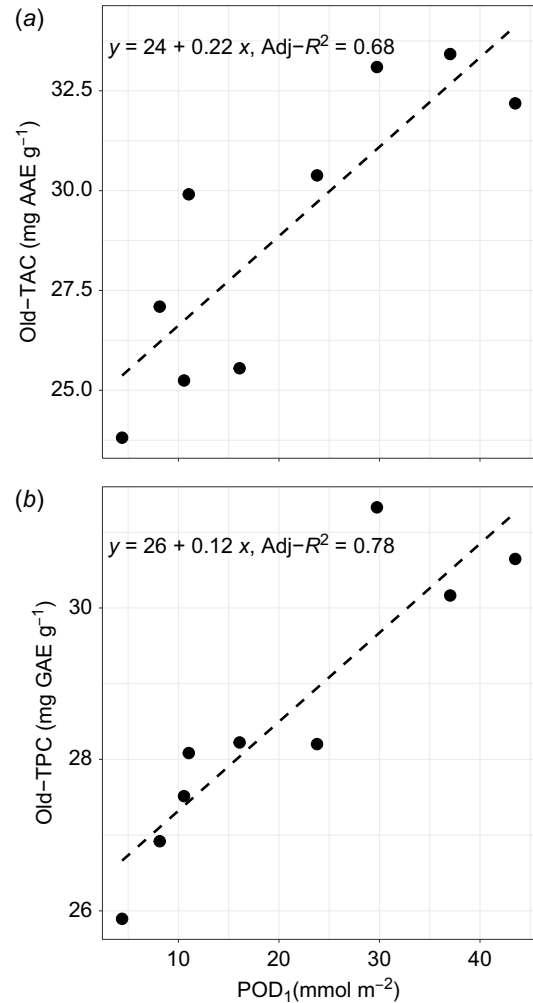 (a)
y = 24 + 0.22 x, Adj−R² = 0.68
Old−TAC (mg AAE g⁻¹)
32.5
30.0
27.5
25.0
(b)
y = 26 + 0.12 x, Adj−R² = 0.78
Old−TPC (mg GAE g⁻¹)
30
28
26
10 20 30 40
POD₁(mmol m⁻²)